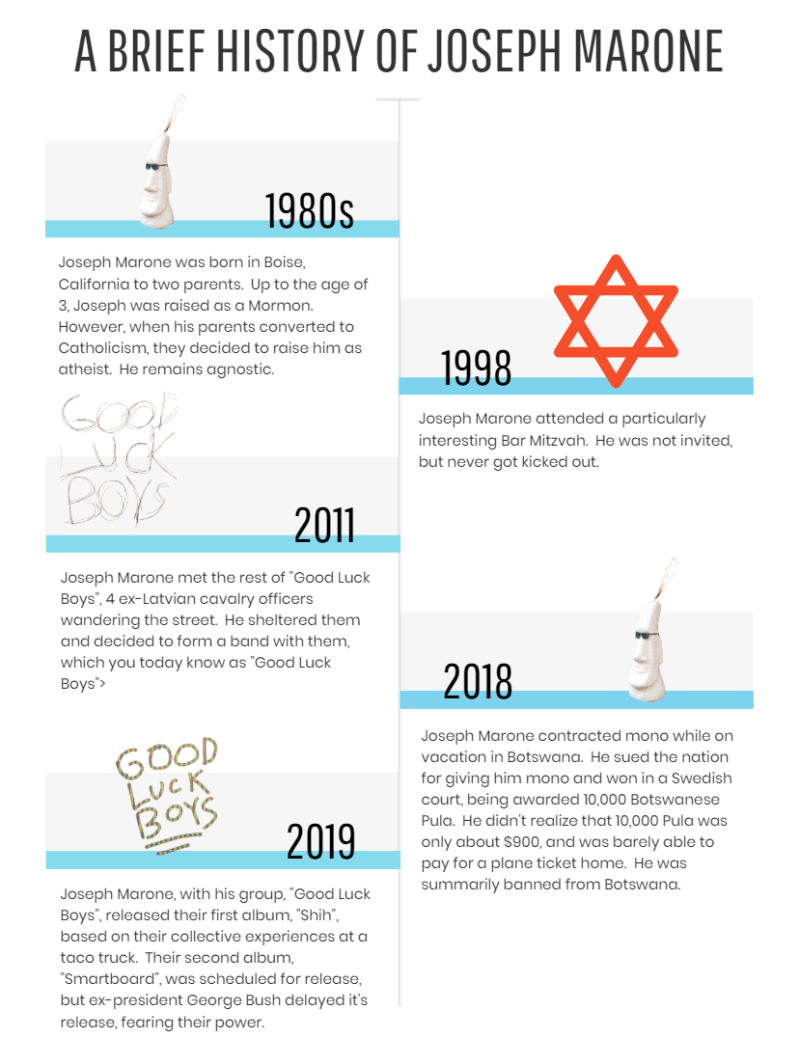 A BRIEF HISTORY OF JOSEPH MARONE
1980s
Joseph Marone was born in Boise,
California to two parents. Up to the age of
3, Joseph was raised as a Mormon.
However, when his parents converted to
Catholicism, they decided to raise him as
atheist. He remains agnostic.
1998
Joseph Marone attended a particularly
interesting Bar Mitzvah. He was not invited,
but never got kicked out.
GOOD
LUCK
BOYS
2011
Joseph Marone met the rest of "Good Luck
Boys", 4 ex-Latvian cavalry officers
wandering the street. He sheltered them
and decided to form a band with them,
which you today know as "Good Luck
Boys">
2018
Joseph Marone contracted mono while on
vacation in Botswana. He sued the nation
for giving him mono and won in a Swedish
court, being awarded 10,000 Botswanese
Pula. He didn't realize that 10,000 Pula was
only about $900, and was barely able to
pay for a plane ticket home. He was
summarily banned from Botswana.
GOOD
LUCK
BOYS
2019
Joseph Marone, with his group, "Good Luck
Boys", released their first album, "Shih",
based on their collective experiences at a
taco truck. Their second album,
"Smartboard", was scheduled for release,
but ex-president George Bush delayed it's
release, fearing their power.